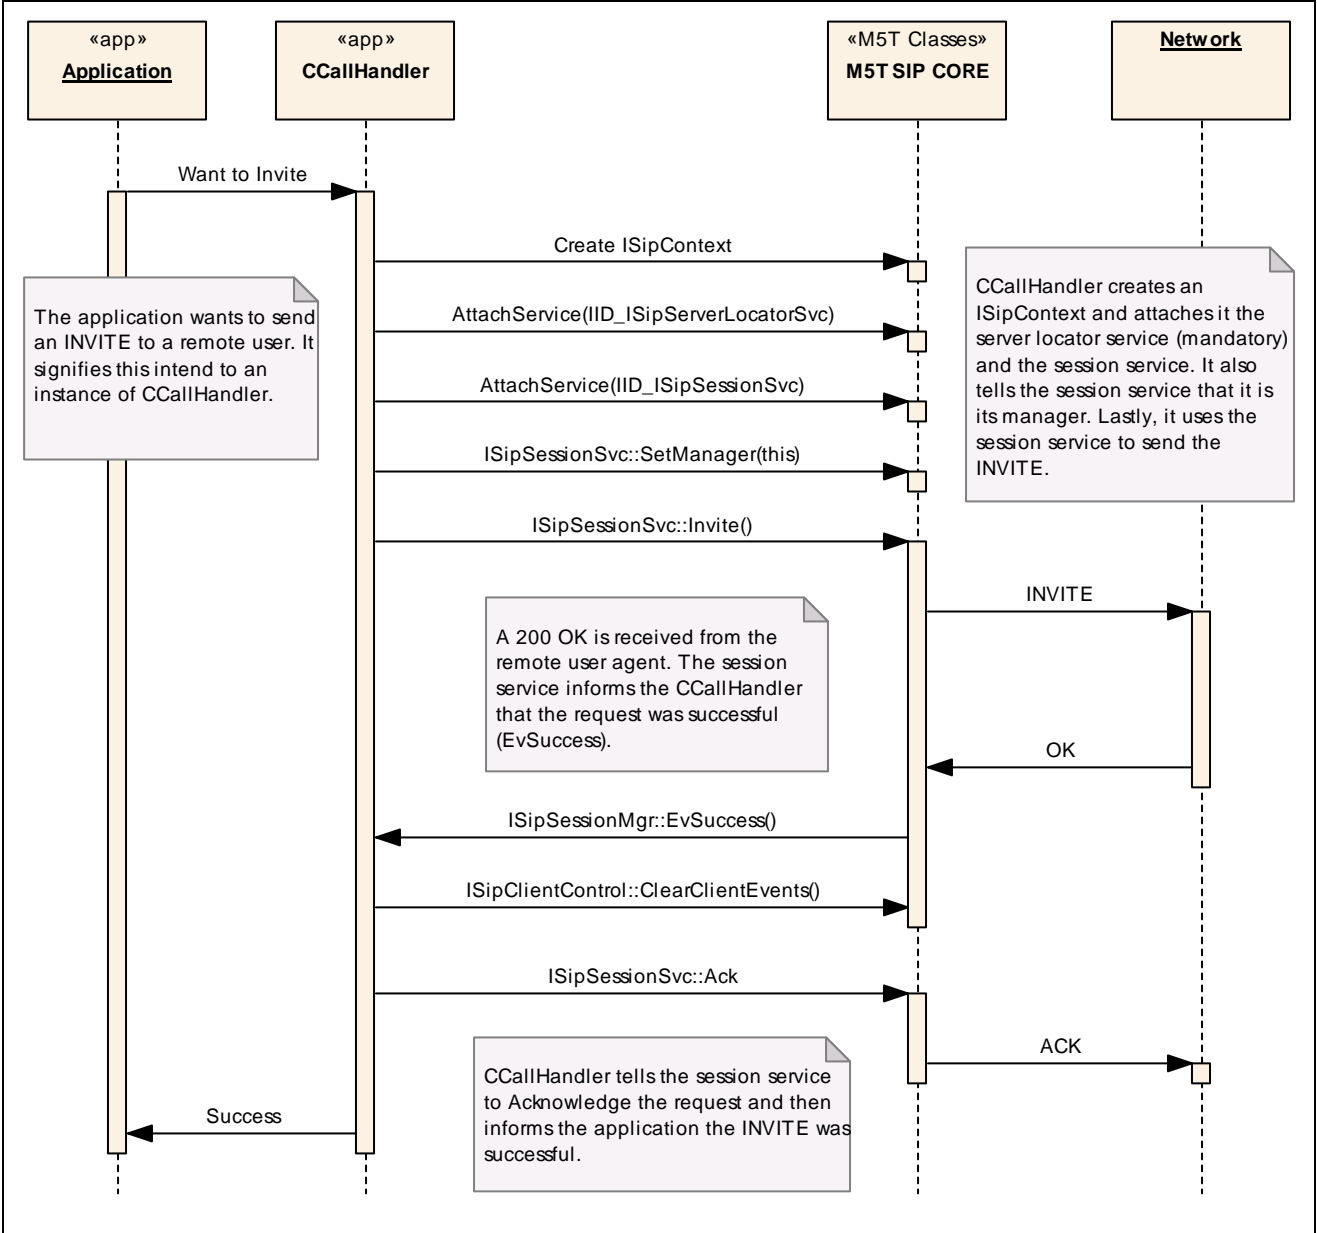 «app»
Application
«app»
CCallHandler
«M5T Classes»
M5T SIP CORE
Network
Want to Invite
Create ISipContext
CCallHandler creates an
ISipContext and attaches it the
server locator service (mandatory)
and the session service. It also
tells the session service that it is
its manager. Lastly, it uses the
session service to send the
INVITE.
The application wants to send
an INVITE to a remote user. It
signifies this intend to an
instance of CCallHandler.
AttachService(IID_ISipServerLocatorSvc)
AttachService(IID_ISipSessionSvc)
ISipSessionSvc::SetManager(this)
ISipSessionSvc::Invite()
INVITE
A 200 OK is received from the
remote user agent. The session
service informs the CCallHandler
that the request was successful
(EvSuccess).
OK
ISipSessionMgr::EvSuccess()
ISipClientControl::ClearClientEvents()
ISipSessionSvc::Ack
ACK
CCallHandler tells the session service
to Acknowledge the request and then
informs the application the INVITE was
successful.
Success